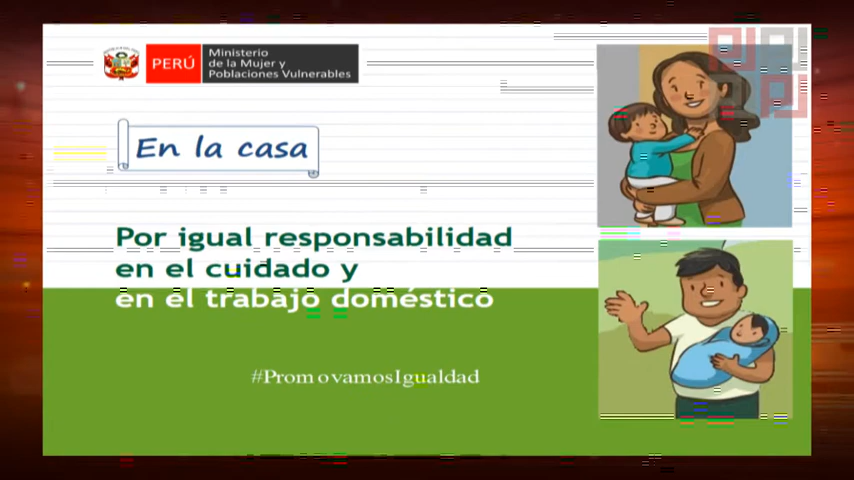 PERÚ
Ministerio
de la Mujer y
Poblaciones Vulnerables
En la casa
Por igual responsabilidad
en el cuidado y
en el trabajo doméstico
#PromovamosIgualdad